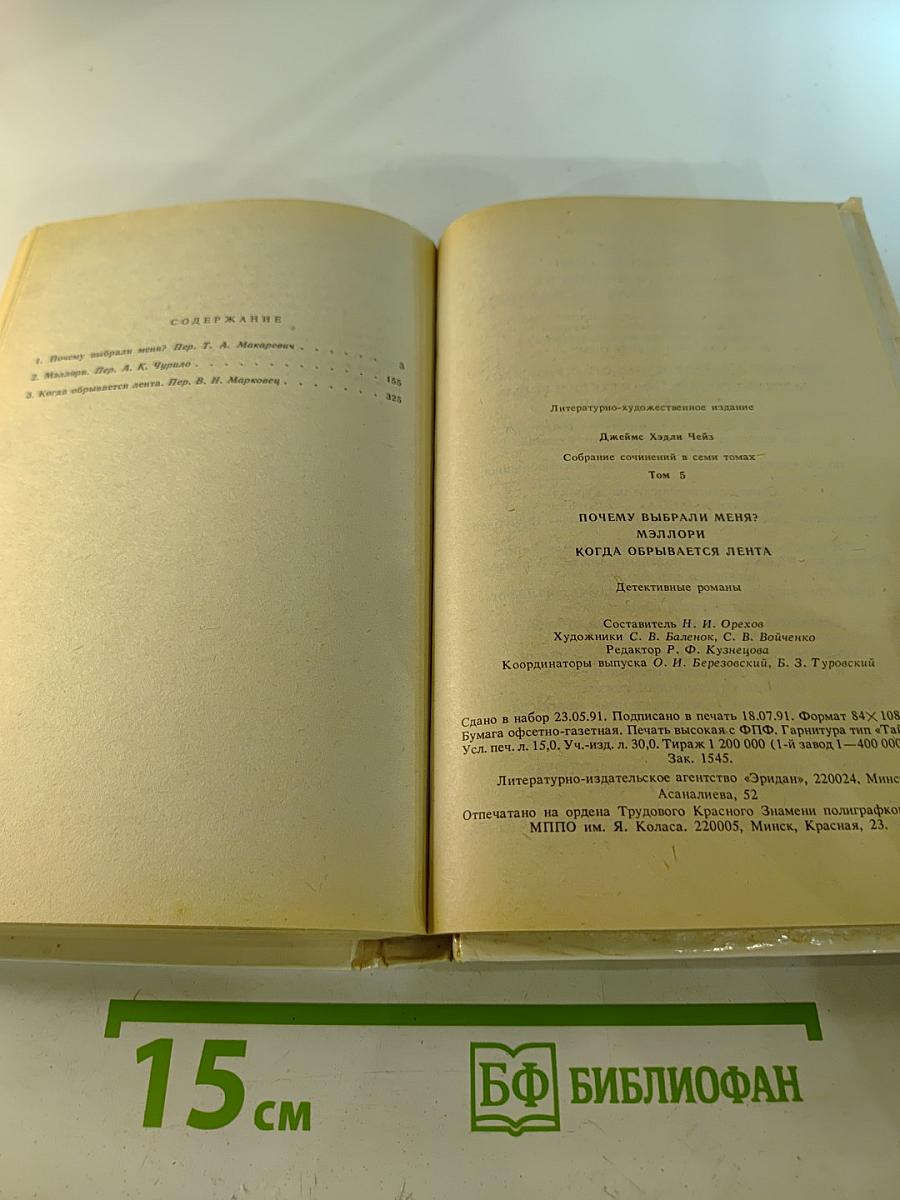 СОДЕРЖАНИЕ
1. Почему выбрали меня? Пер. Т. А. Макаревич . . . . . . 3
2. Мэллори. Пер. А. К. Чурило . . . . . . . . . . . 155
3. Когда обрывается лента. Пер. В. Н. Марковец . . . . . . 325
Литературно-художественное издание
Джеймс Хэдли Чейз
Собрание сочинений в семи томах
Том 5
ПОЧЕМУ ВЫБРАЛИ МЕНЯ?
МЭЛЛОРИ
КОГДА ОБРЫВАЕТСЯ ЛЕНТА
Детективные романы
Составитель Н. И. Орехов
Художники С. В. Баленок, С. В. Войченко
Редактор Р. Ф. Кузнецова
Координаторы выпуска О. И. Березовский, Б. З. Туровский
Сдано в набор 23.05.91. Подписано в печать 18.07.91. Формат 84×108
Бумага офсетно-газетная. Печать высокая с ФПФ. Гарнитура тип «Тай
Усл. печ. л. 15,0. Уч.-изд. л. 30,0. Тираж 1 200 000 (1-й завод 1—400 000
Зак. 1545.
Литературно-издательское агентство «Эридан», 220024, Минс
Асаналиева, 52
Отпечатано на ордена Трудового Красного Знамени полиграфко
МППО им. Я. Коласа. 220005, Минск, Красная, 23.
15 см
БФ БИБЛИОФАН